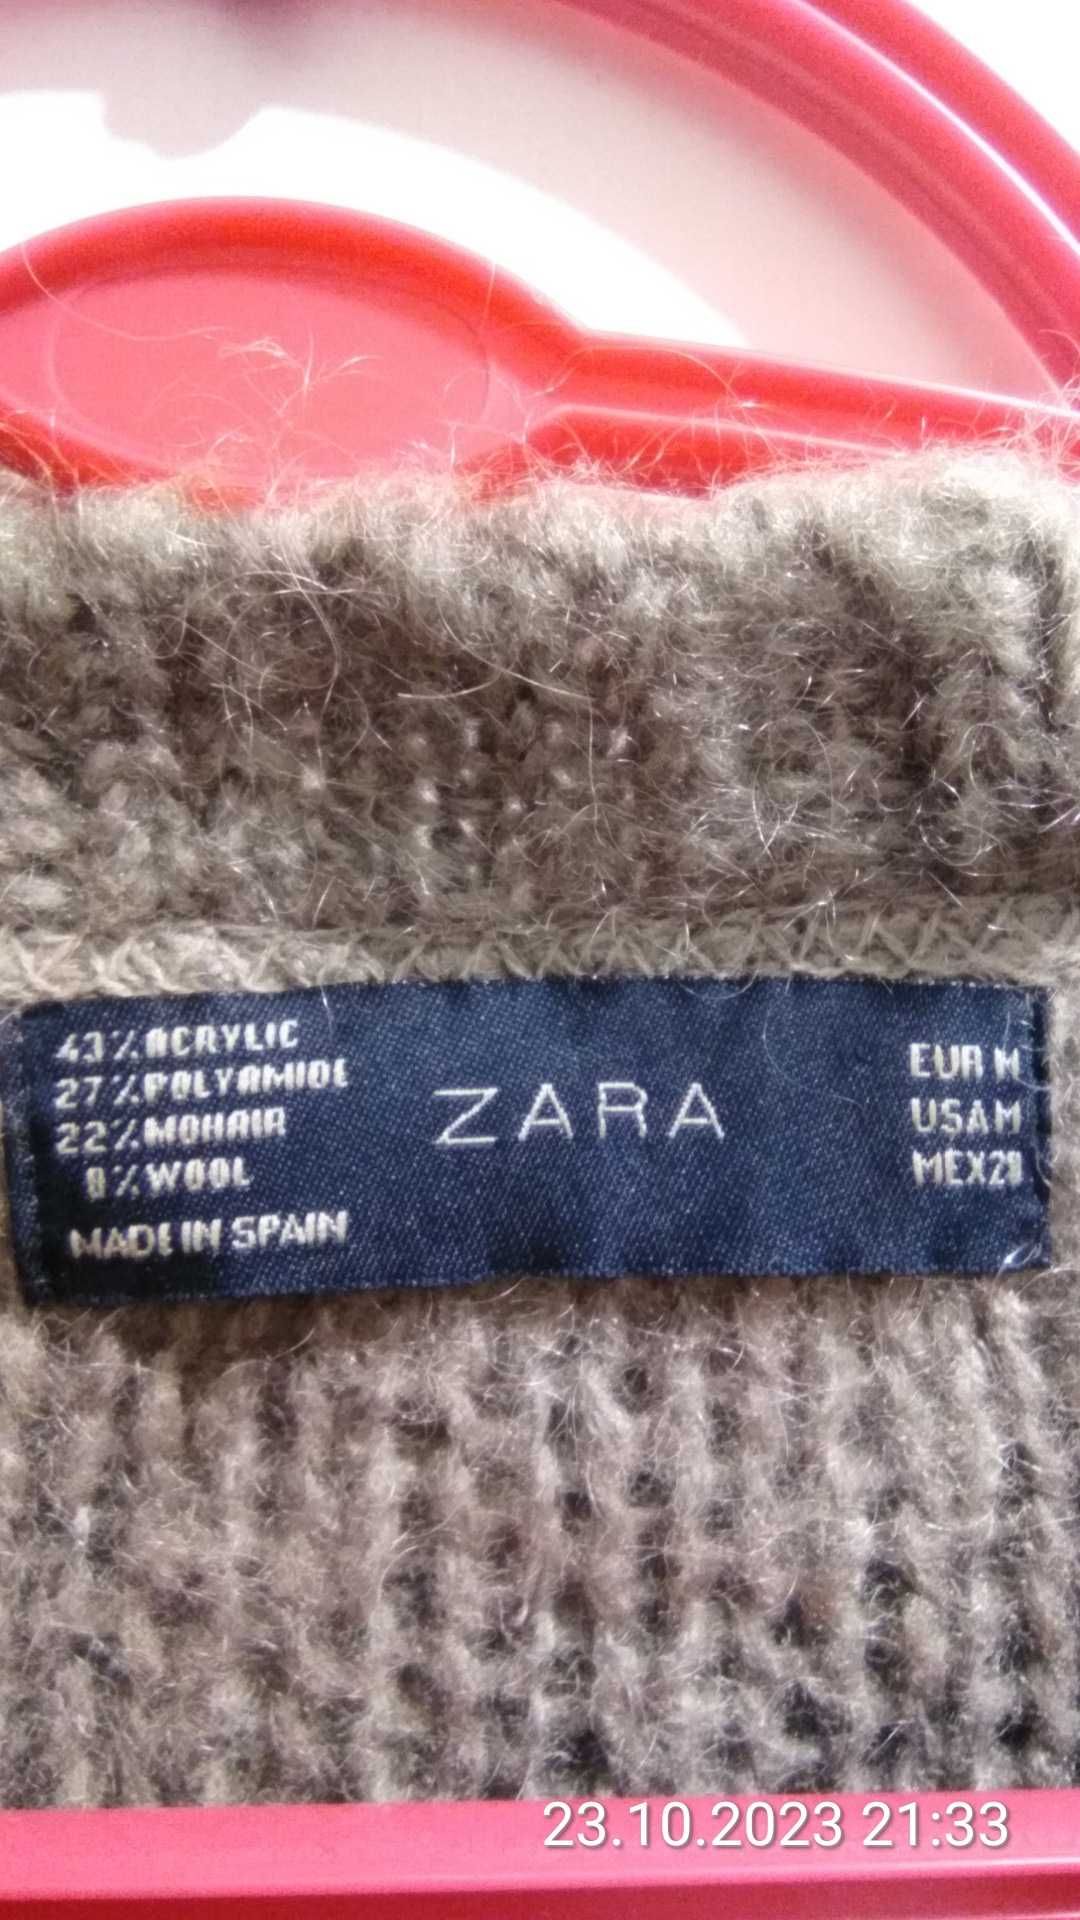 43%ACRYLIC
27%POLYAMIDE
22%MOHAIR
8%WOOL
MADE IN SPAIN
ZARA
EUR M
USA M
MEX 28
23.10.2023 21:33